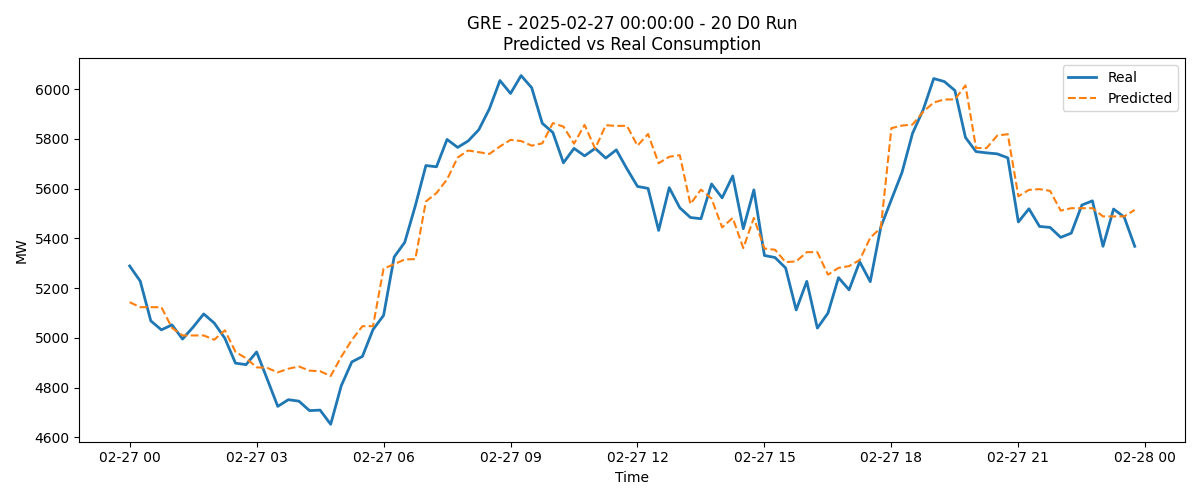 GRE - 2025-02-27 00:00:00 - 20 D0 Run
Predicted vs Real Consumption
Real
Predicted
MW
6000
5800
5600
5400
5200
5000
4800
4600
02-27 00
02-27 03
02-27 06
02-27 09
02-27 12
02-27 15
02-27 18
02-27 21
02-28 00
Time